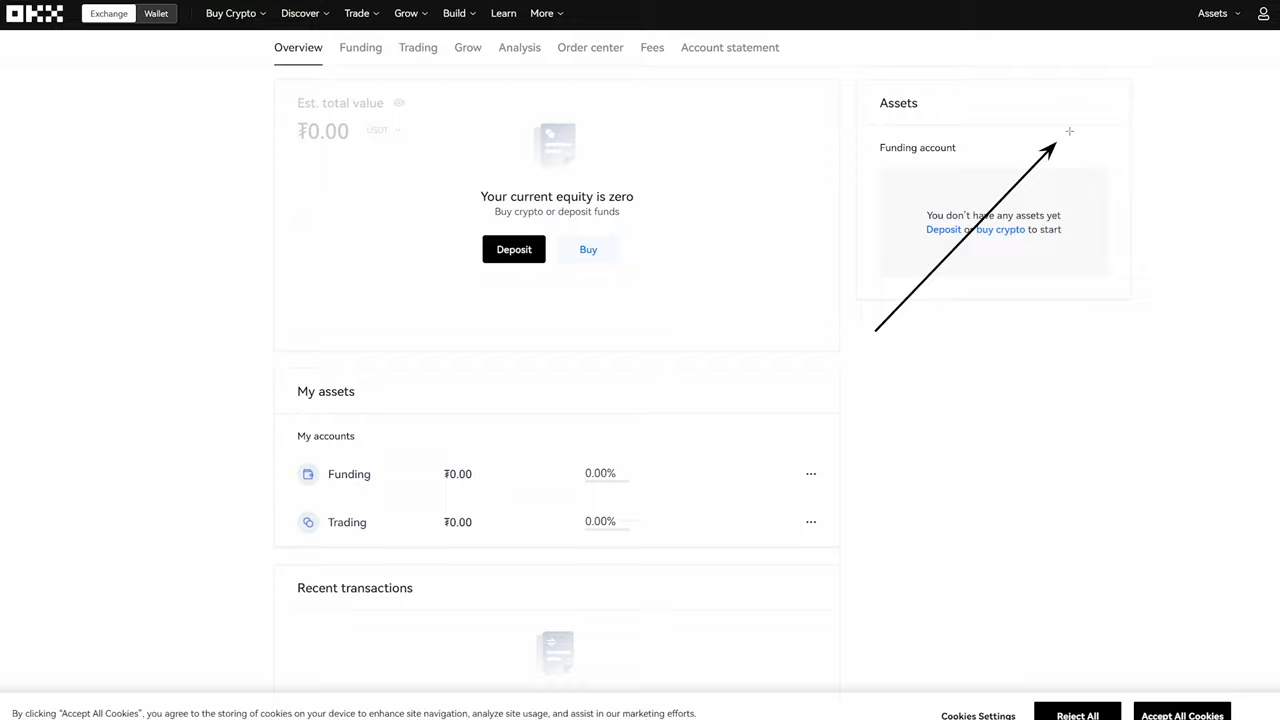 OKX Exchange Wallet Buy Crypto Discover Trade Grow Build Learn More Assets
Overview Funding Trading Grow Analysis Order center Fees Account statement
Est. total value
₮0.00 USDT
Your current equity is zero
Buy crypto or deposit funds
Deposit Buy
Assets
Funding account
You don't have any assets yet
Deposit or buy crypto to start
My assets
My accounts
Funding ₮0.00 0.00% ...
Trading ₮0.00 0.00% ...
Recent transactions
By clicking “Accept All Cookies”, you agree to the storing of cookies on your device to enhance site navigation, analyze site usage, and assist in our marketing efforts.
Cookies Settings Reject All Accept All Cookies